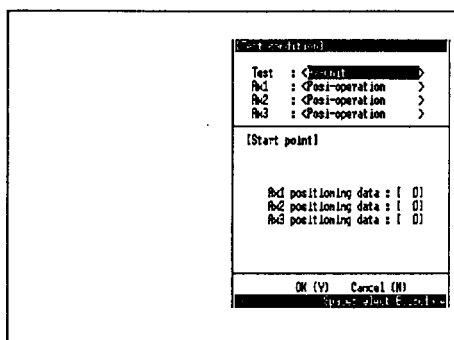 [Test condition]
Test : < >
Ax1 : <Posi-operation >
Ax2 : <Posi-operation >
Ax3 : <Posi-operation >
[Start point]
Ax1 positioning data : [ 0]
Ax2 positioning data : [ 0]
Ax3 positioning data : [ 0]
OK (Y) Cancel (N)